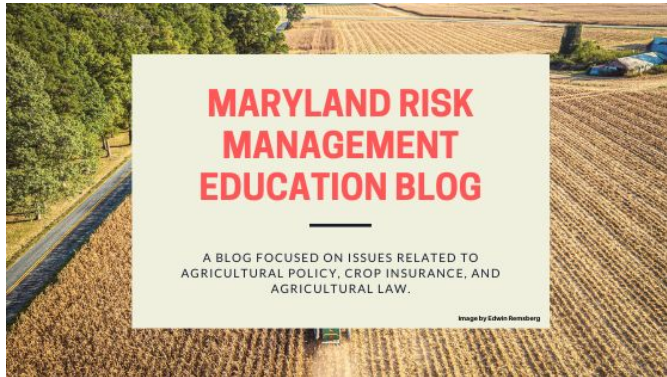 MARYLAND RISK
MANAGEMENT
EDUCATION BLOG
A BLOG FOCUSED ON ISSUES RELATED TO
AGRICULTURAL POLICY, CROP INSURANCE, AND
AGRICULTURAL LAW.
Image by Edwin Remsberg